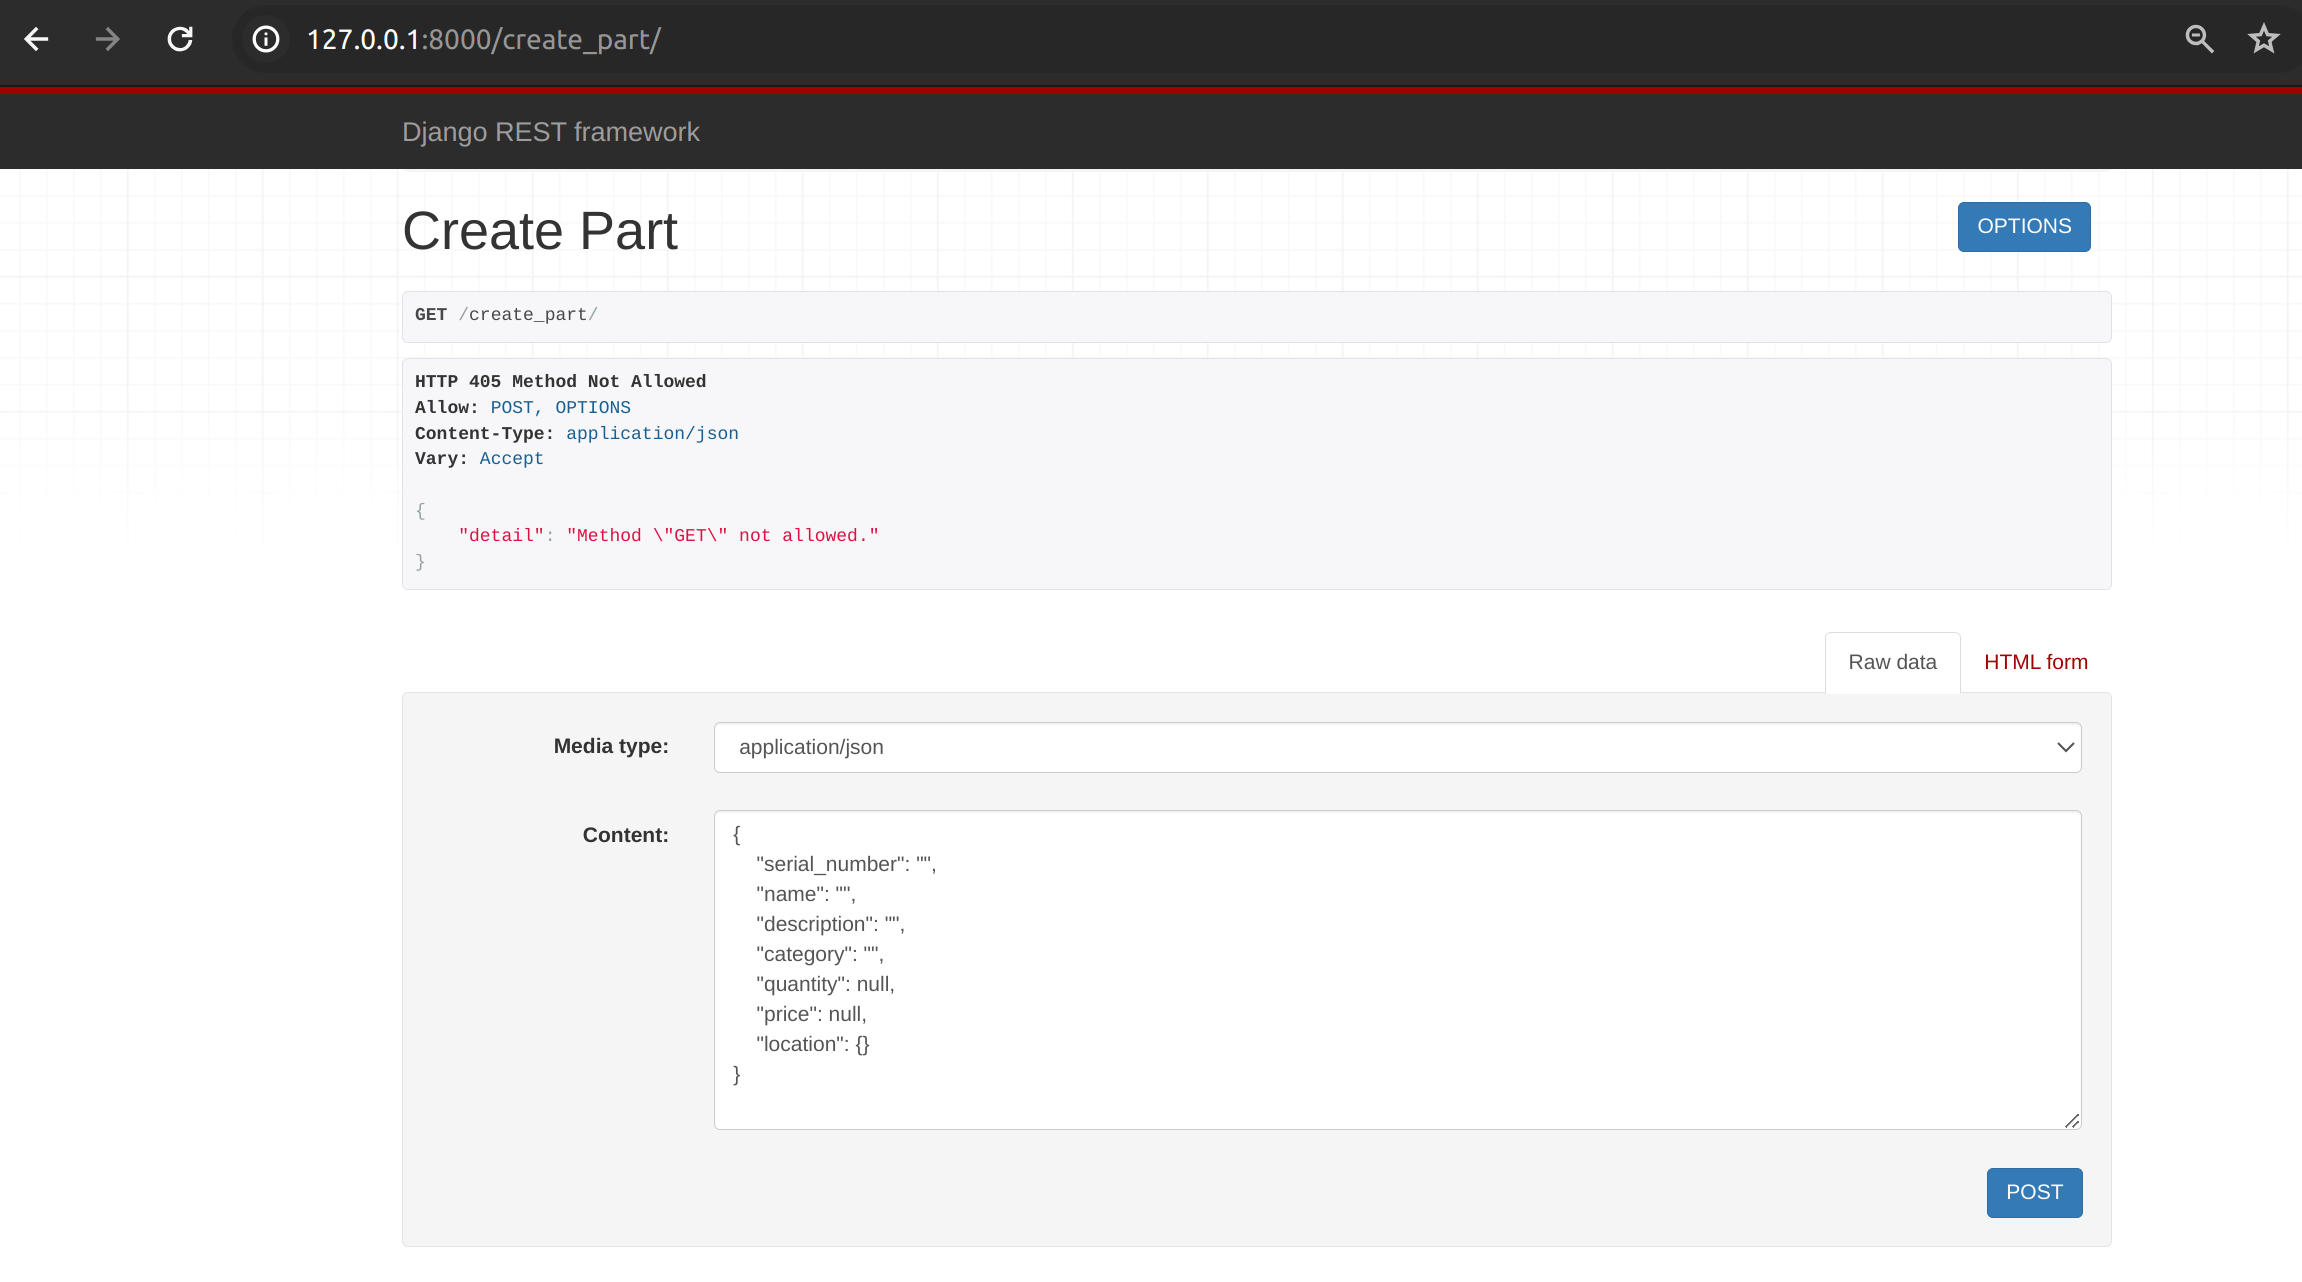 127.0.0.1:8000/create_part/
Django REST framework
Create Part
OPTIONS
GET /create_part/
HTTP 405 Method Not Allowed
Allow: POST, OPTIONS
Content-Type: application/json
Vary: Accept
{
    "detail": "Method \"GET\" not allowed."
}
Raw data
HTML form
Media type:
application/json
Content:
{
    "serial_number": "",
    "name": "",
    "description": "",
    "category": "",
    "quantity": null,
    "price": null,
    "location": {}
}
POST